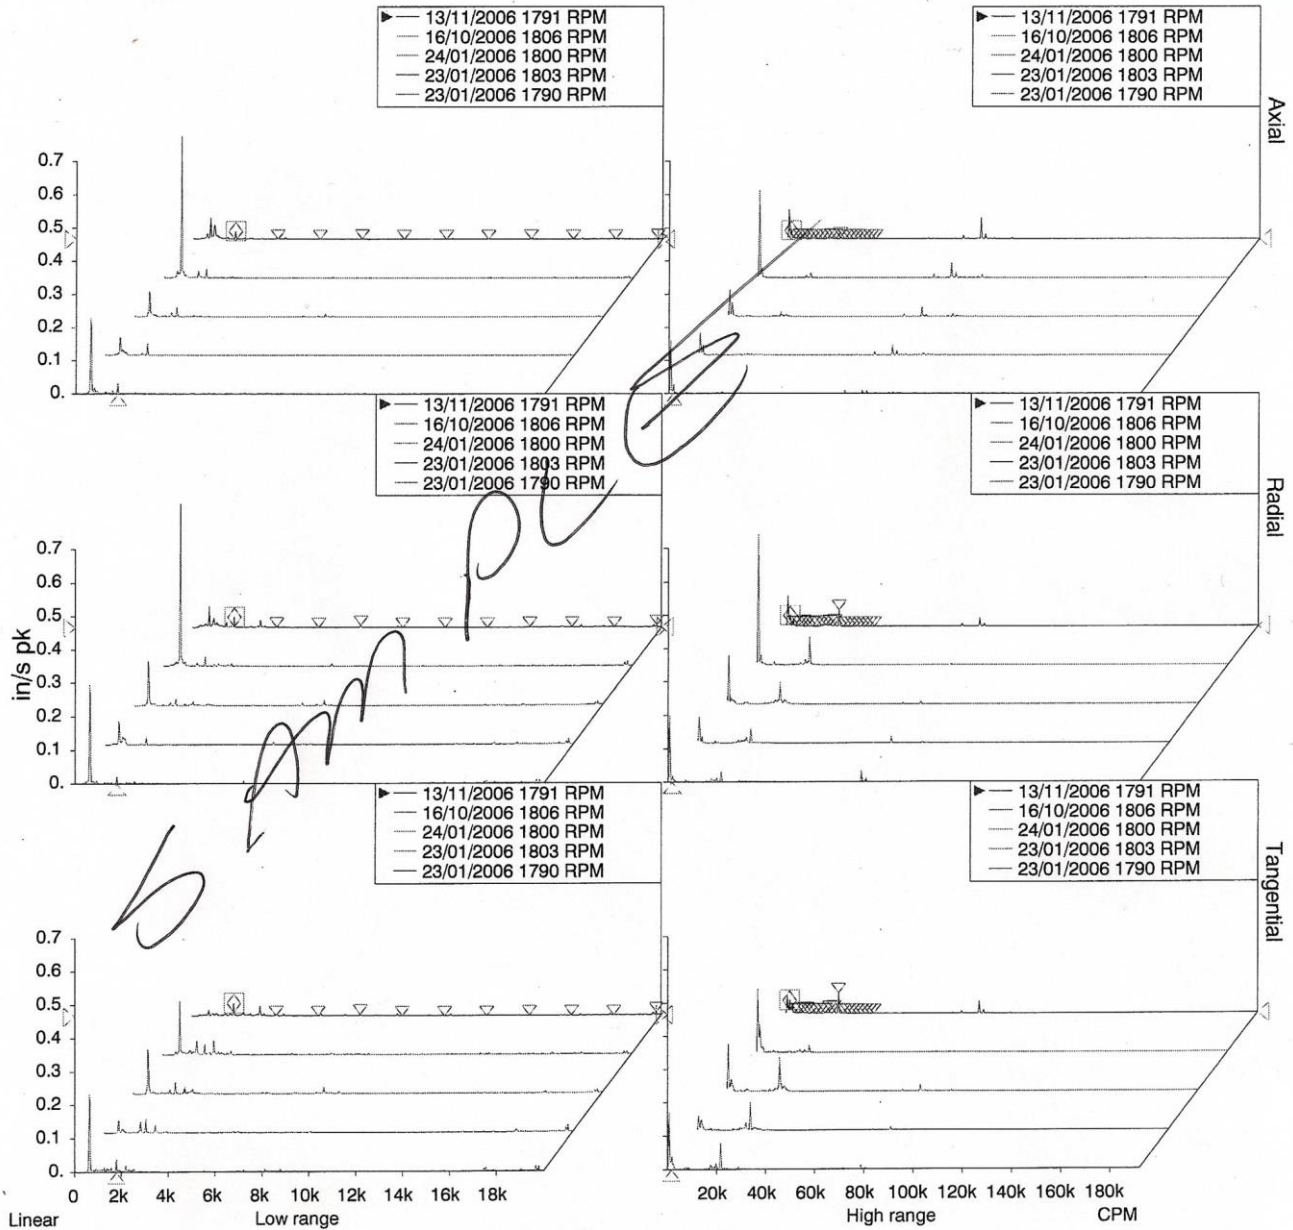 13/11/2006 1791 RPM
16/10/2006 1806 RPM
24/01/2006 1800 RPM
23/01/2006 1803 RPM
23/01/2006 1790 RPM
13/11/2006 1791 RPM
16/10/2006 1806 RPM
24/01/2006 1800 RPM
23/01/2006 1803 RPM
23/01/2006 1790 RPM
Axial
0.7
0.6
0.5
0.4
0.3
0.2
0.1
0.
13/11/2006 1791 RPM
16/10/2006 1806 RPM
24/01/2006 1800 RPM
23/01/2006 1803 RPM
23/01/2006 1790 RPM
13/11/2006 1791 RPM
16/10/2006 1806 RPM
24/01/2006 1800 RPM
23/01/2006 1803 RPM
23/01/2006 1790 RPM
Radial
in/s pk
0.7
0.6
0.5
0.4
0.3
0.2
0.1
0.
13/11/2006 1791 RPM
16/10/2006 1806 RPM
24/01/2006 1800 RPM
23/01/2006 1803 RPM
23/01/2006 1790 RPM
13/11/2006 1791 RPM
16/10/2006 1806 RPM
24/01/2006 1800 RPM
23/01/2006 1803 RPM
23/01/2006 1790 RPM
Tangential
0.7
0.6
0.5
0.4
0.3
0.2
0.1
0.
0 2k 4k 6k 8k 10k 12k 14k 16k 18k
20k 40k 60k 80k 100k 120k 140k 160k 180k
Linear Low range High range CPM